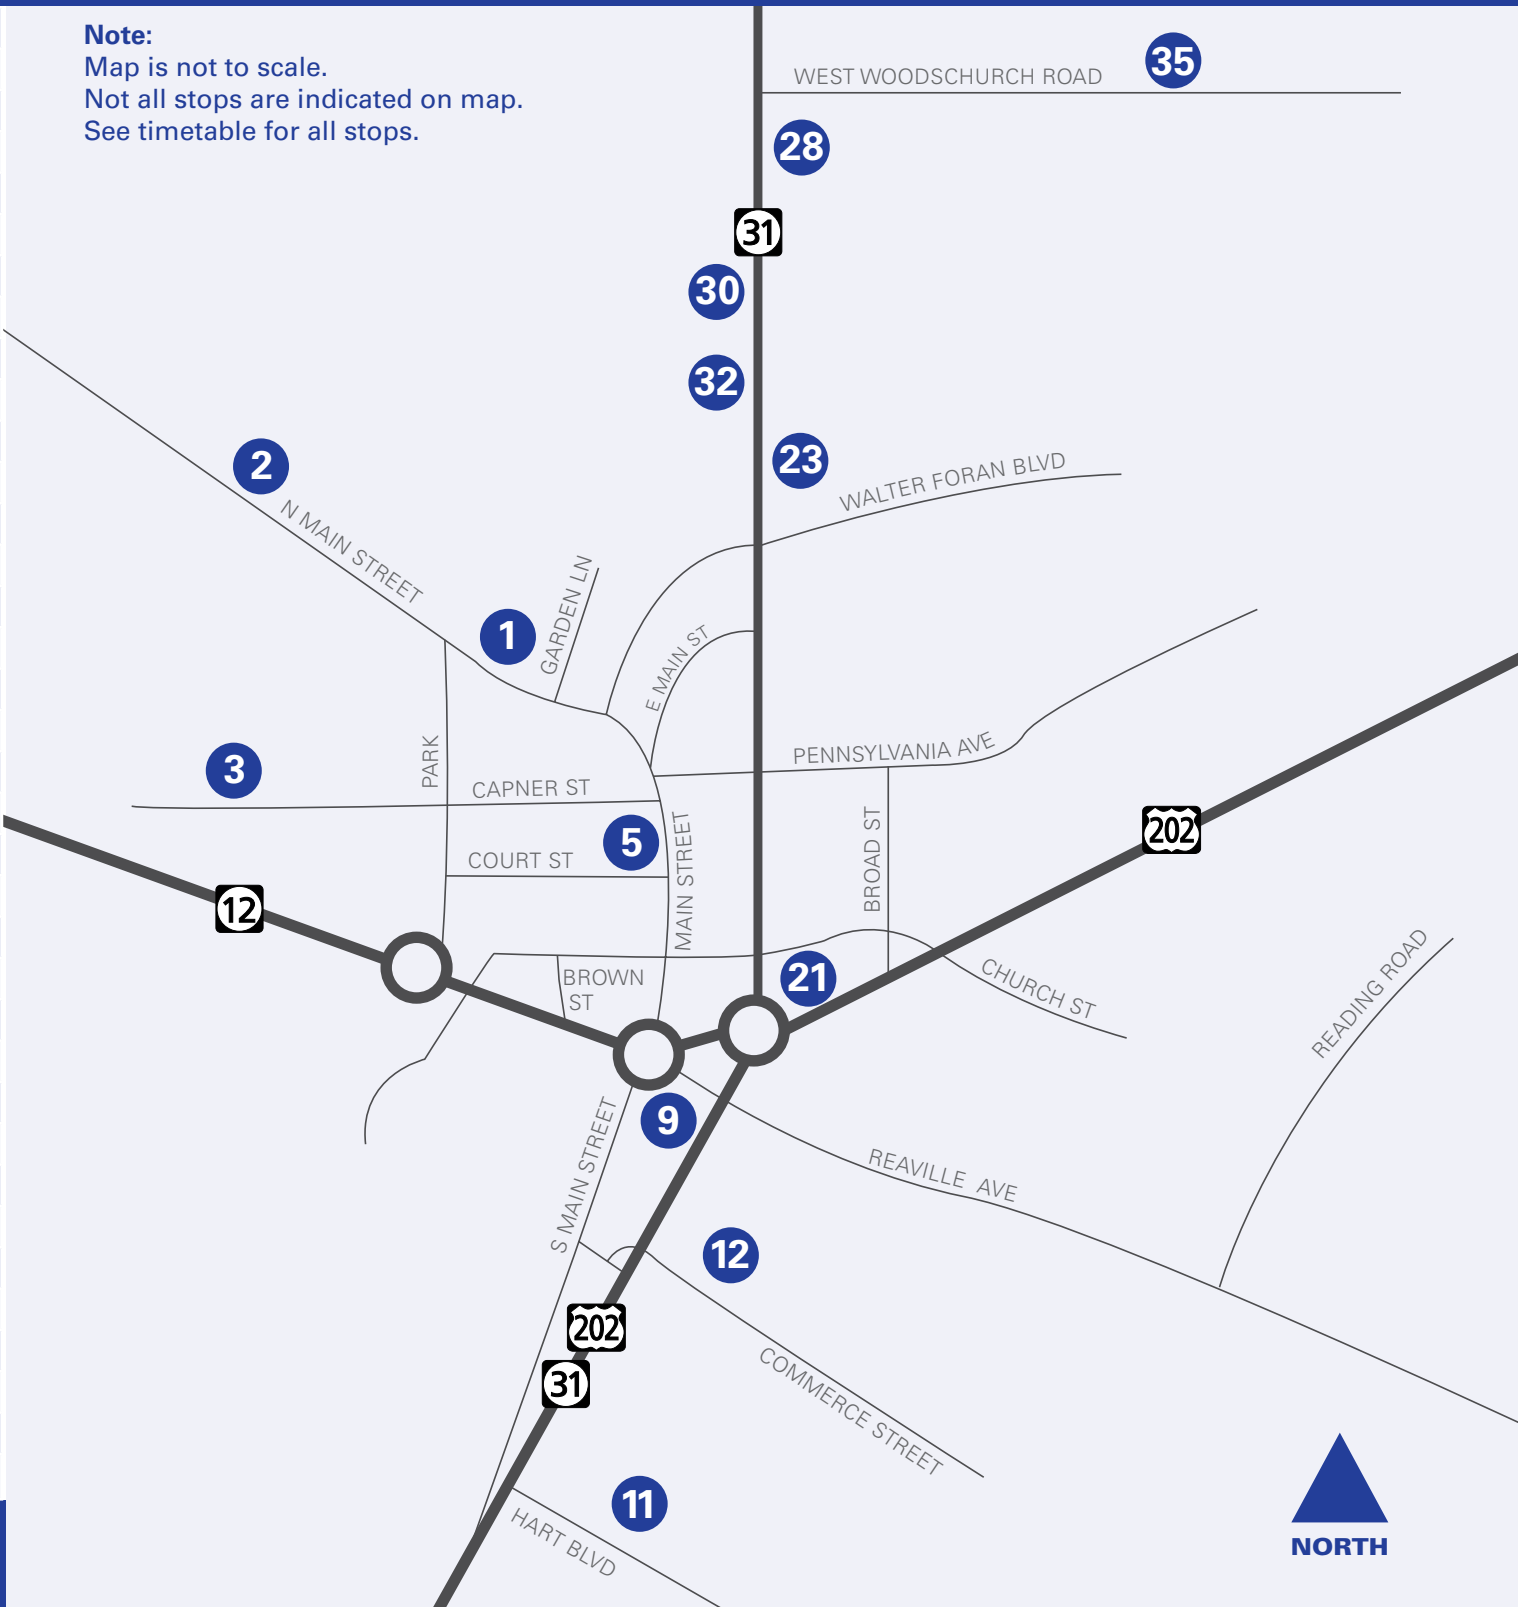 Note:
Map is not to scale.
Not all stops are indicated on map.
See timetable for all stops.
35
WEST WOODSCHURCH ROAD
28
31
30
32
23
2
WALTER FORAN BLVD
N MAIN STREET
GARDEN LN
1
E MAIN ST
PENNSYLVANIA AVE
PARK
3
CAPNER ST
5
MAIN STREET
COURT ST
BROAD ST
202
12
BROWN
ST
21
CHURCH ST
READING ROAD
9
S MAIN STREET
REAVILLE AVE
12
202
31
COMMERCE STREET
11
HART BLVD
NORTH